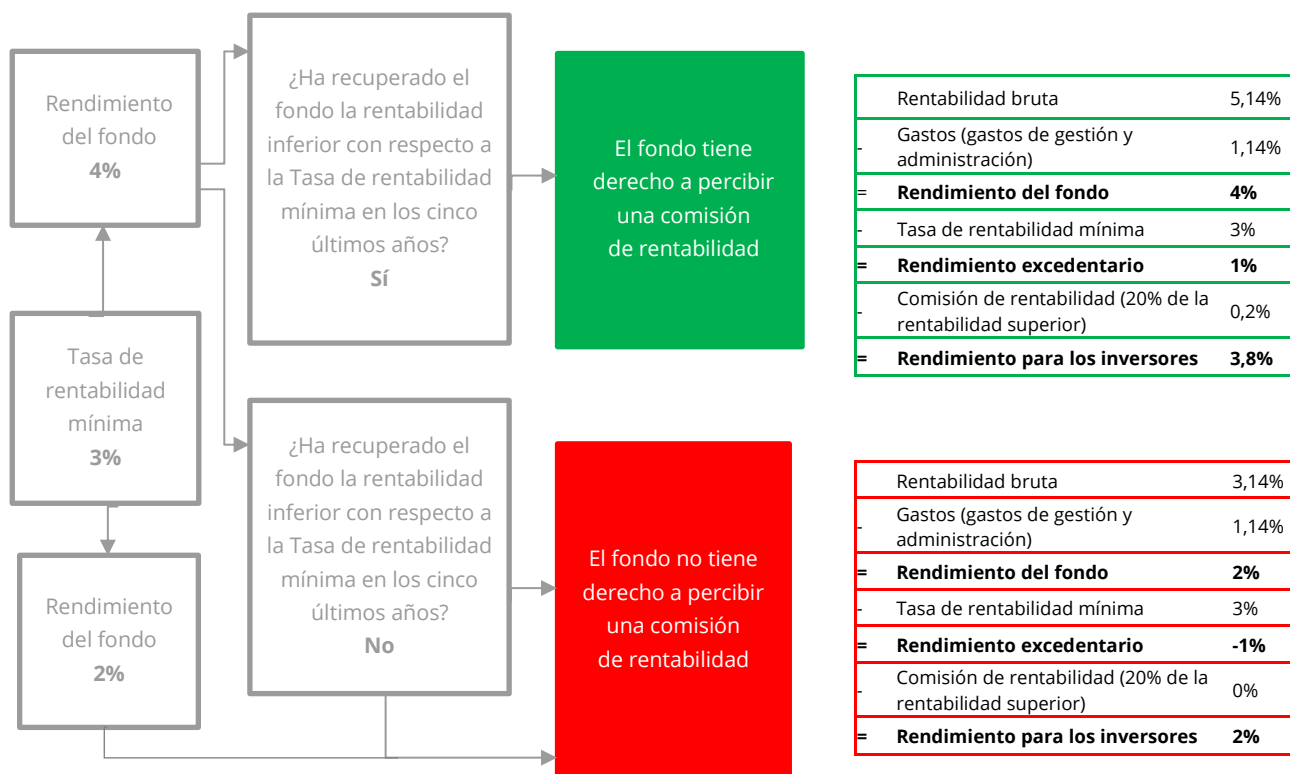 Rendimiento
del fondo
4%
Tasa de
rentabilidad
mínima
3%
Rendimiento
del fondo
2%
¿Ha recuperado el
fondo la rentabilidad
inferior con respecto a
la Tasa de rentabilidad
mínima en los cinco
últimos años?
Sí
¿Ha recuperado el
fondo la rentabilidad
inferior con respecto a
la Tasa de rentabilidad
mínima en los cinco
últimos años?
No
El fondo tiene
derecho a percibir
una comisión
de rentabilidad
El fondo no tiene
derecho a percibir
una comisión
de rentabilidad
Rentabilidad bruta 5,14%
- Gastos (gastos de gestión y
administración) 1,14%
= Rendimiento del fondo 4%
- Tasa de rentabilidad mínima 3%
= Rendimiento excedentario 1%
- Comisión de rentabilidad (20% de la
rentabilidad superior) 0,2%
= Rendimiento para los inversores 3,8%
Rentabilidad bruta 3,14%
- Gastos (gastos de gestión y
administración) 1,14%
= Rendimiento del fondo 2%
- Tasa de rentabilidad mínima 3%
= Rendimiento excedentario -1%
- Comisión de rentabilidad (20% de la
rentabilidad superior) 0%
= Rendimiento para los inversores 2%